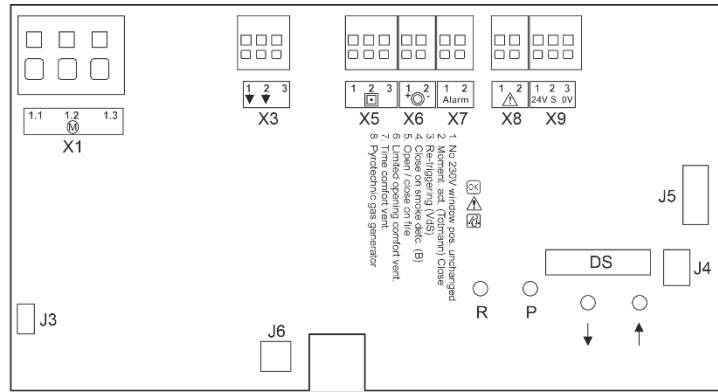 1 2 3
X3
1 2 3
X5
1 2
+ -
X6
1 2
Alarm
X7
1 2
X8
1 2 3
24V S 0V
X9
1.1 1.2 1.3
M
X1
1. No 230V window pos. unchanged
2. Moment. act. (Totmann) Close
3. Re-triggering (VdS)
4. Close on smoke detc. (B)
5. Open / close on fire
6. Limited opening comfort vent.
7. Time comfort vent.
8. Pyrotechnic gas generator
OK
J5
DS
J4
R
P
J3
J6